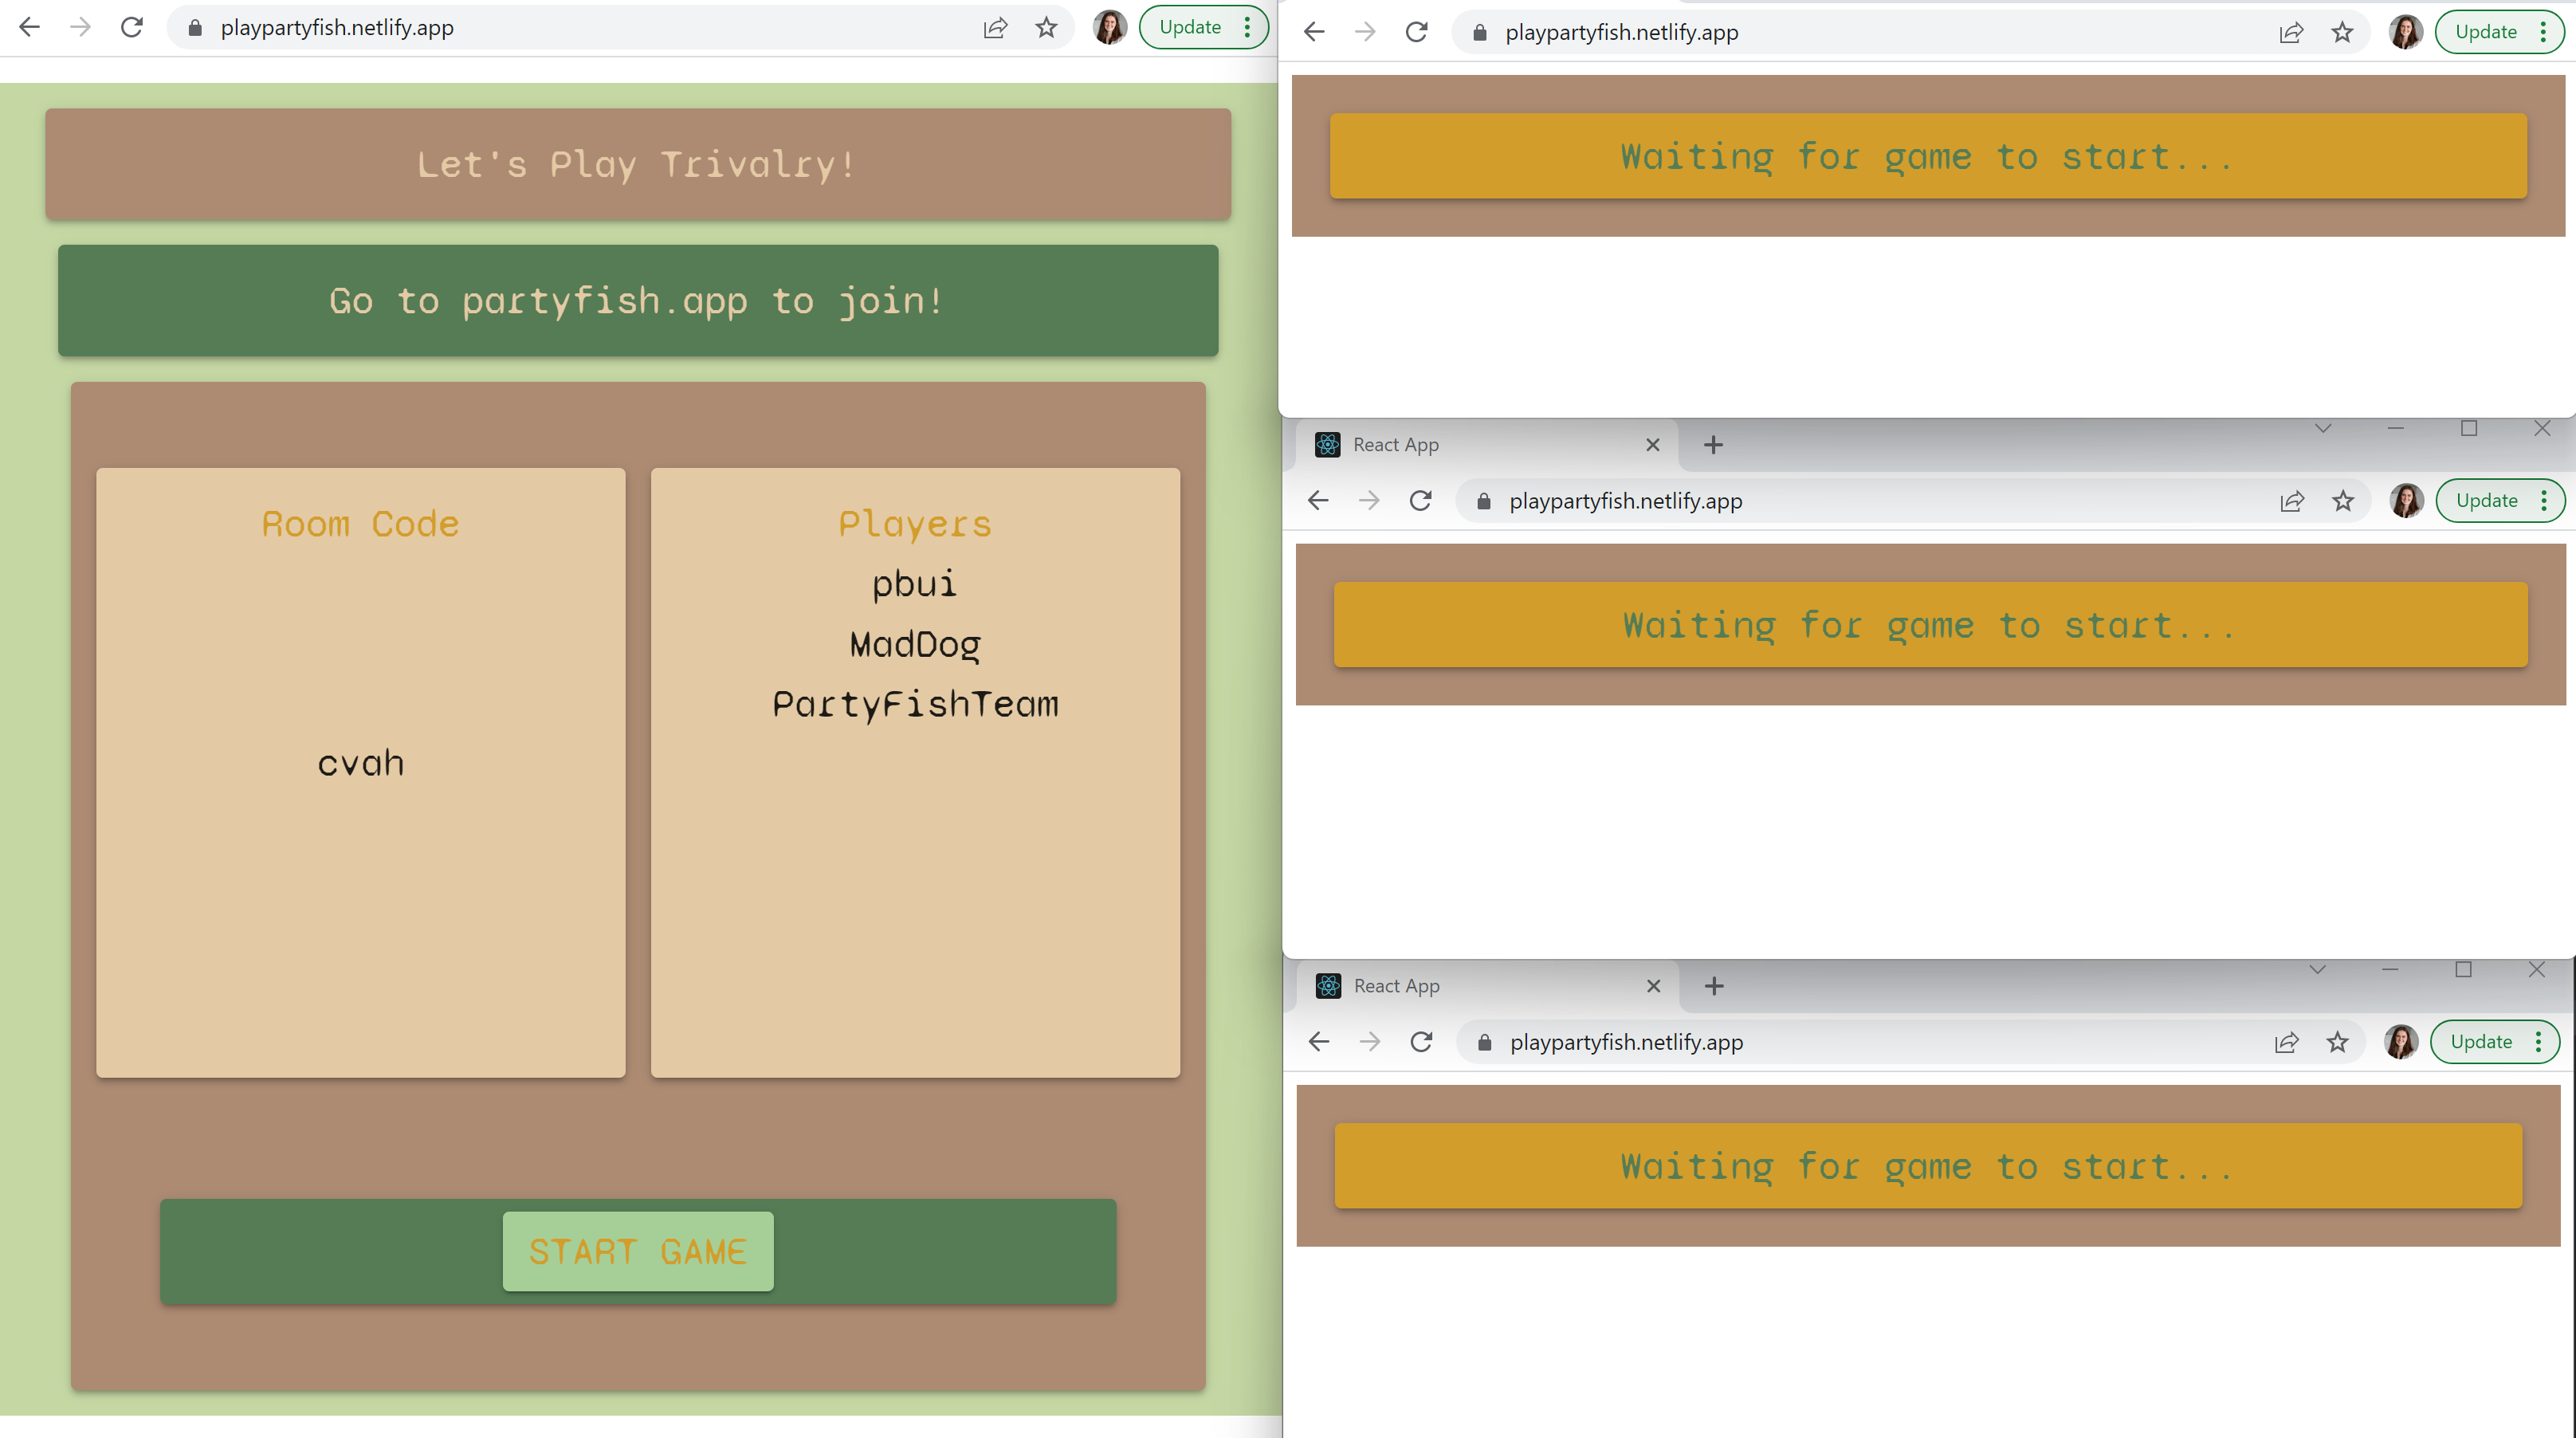 playpartyfish.netlify.app
Update
Let's Play Trivalry!
Go to partyfish.app to join!
Room Code
cvah
Players
pbui
MadDog
PartyFishTeam
START GAME
playpartyfish.netlify.app
Update
Waiting for game to start...
React App
playpartyfish.netlify.app
Update
Waiting for game to start...
React App
playpartyfish.netlify.app
Update
Waiting for game to start...